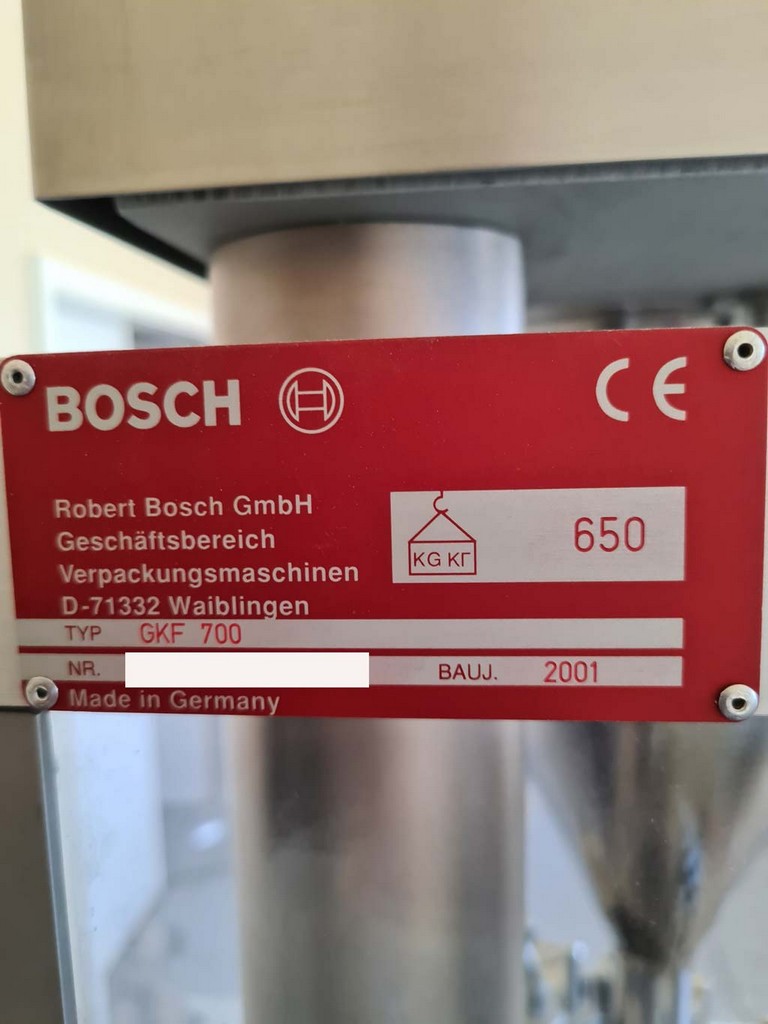 BOSCH
CE
Robert Bosch GmbH
Geschäftsbereich
Verpackungsmaschinen
D-71332 Waiblingen
KG КГ
650
TYP GKF 700
NR. BAUJ. 2001
Made in Germany